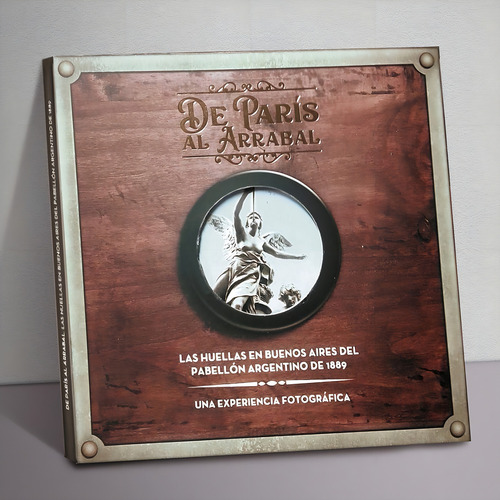 DE PARÍS
AL ARRABAL
LAS HUELLAS EN BUENOS AIRES DEL
PABELLÓN ARGENTINO DE 1889
UNA EXPERIENCIA FOTOGRÁFICA
DE PARÍS AL ARRABAL. LAS HUELLAS EN BUENOS AIRES DEL PABELLÓN ARGENTINO DE 1889